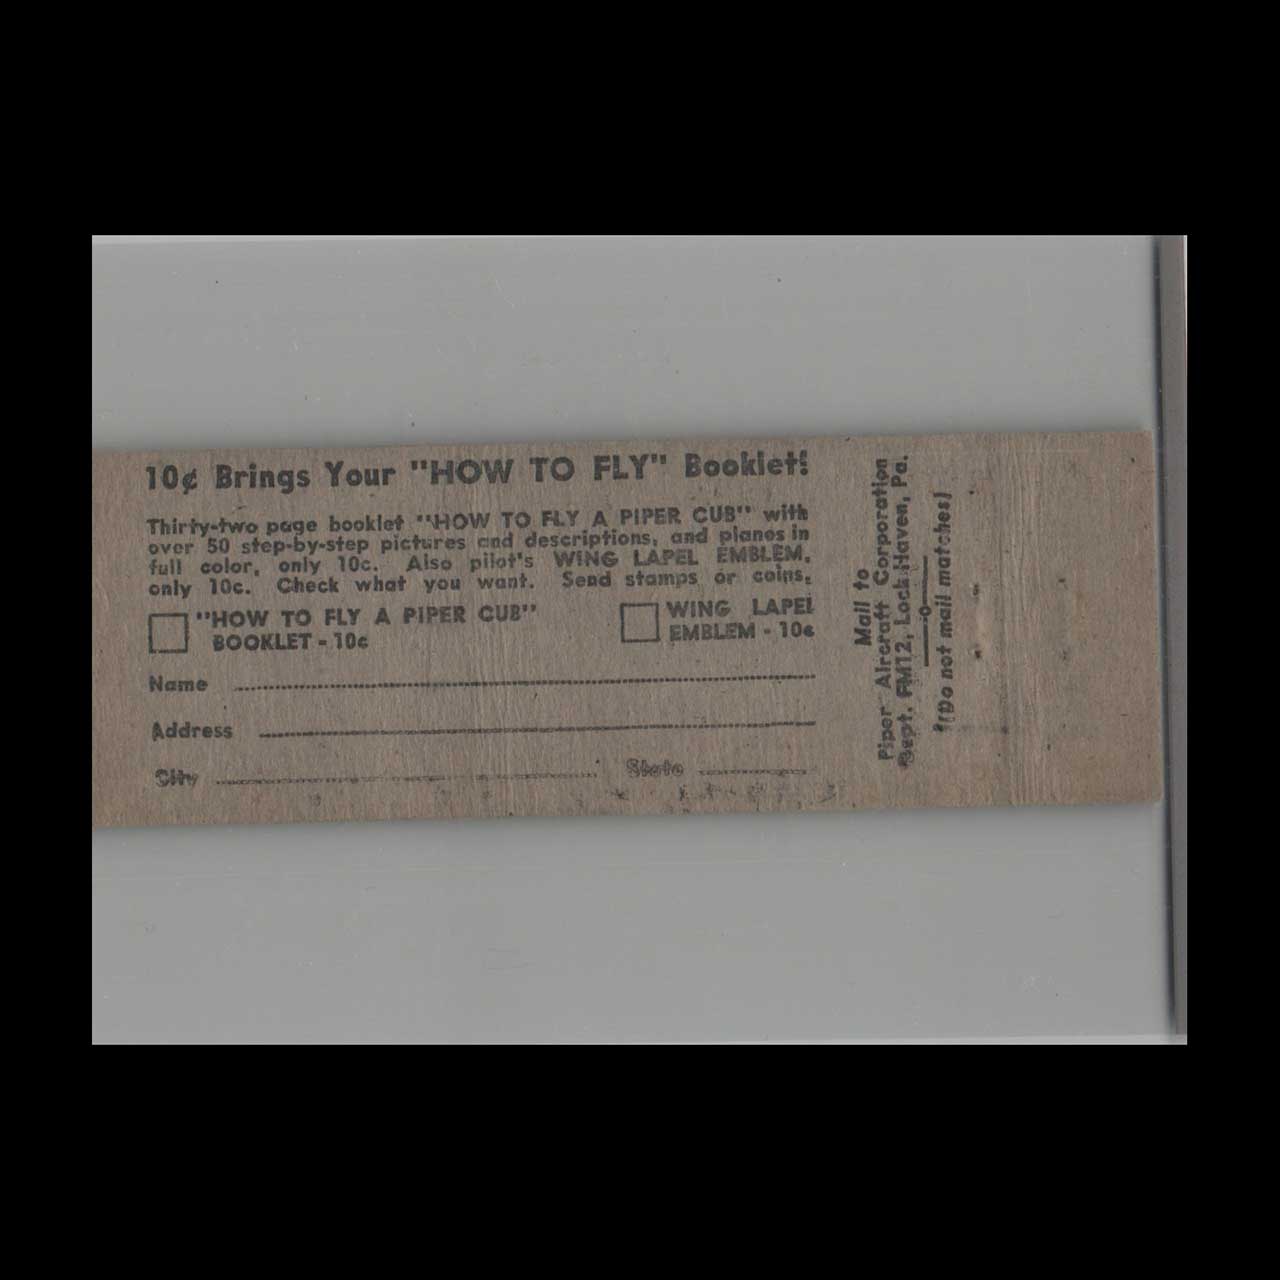 10¢ Brings Your "HOW TO FLY" Booklet!
Thirty-two page booklet "HOW TO FLY A PIPER CUB" with
over 50 step-by-step pictures and descriptions, and planes in
full color, only 10c. Also pilot's WING LAPEL EMBLEM,
only 10c. Check what you want. Send stamps or coins.
"HOW TO FLY A PIPER CUB"
BOOKLET - 10c
WING LAPEL
EMBLEM - 10c
Name
Address
City State
Mail to
Piper Aircraft Corporation
Dept. FM12, Lock Haven, Pa.
—o—
(Do not mail matches)